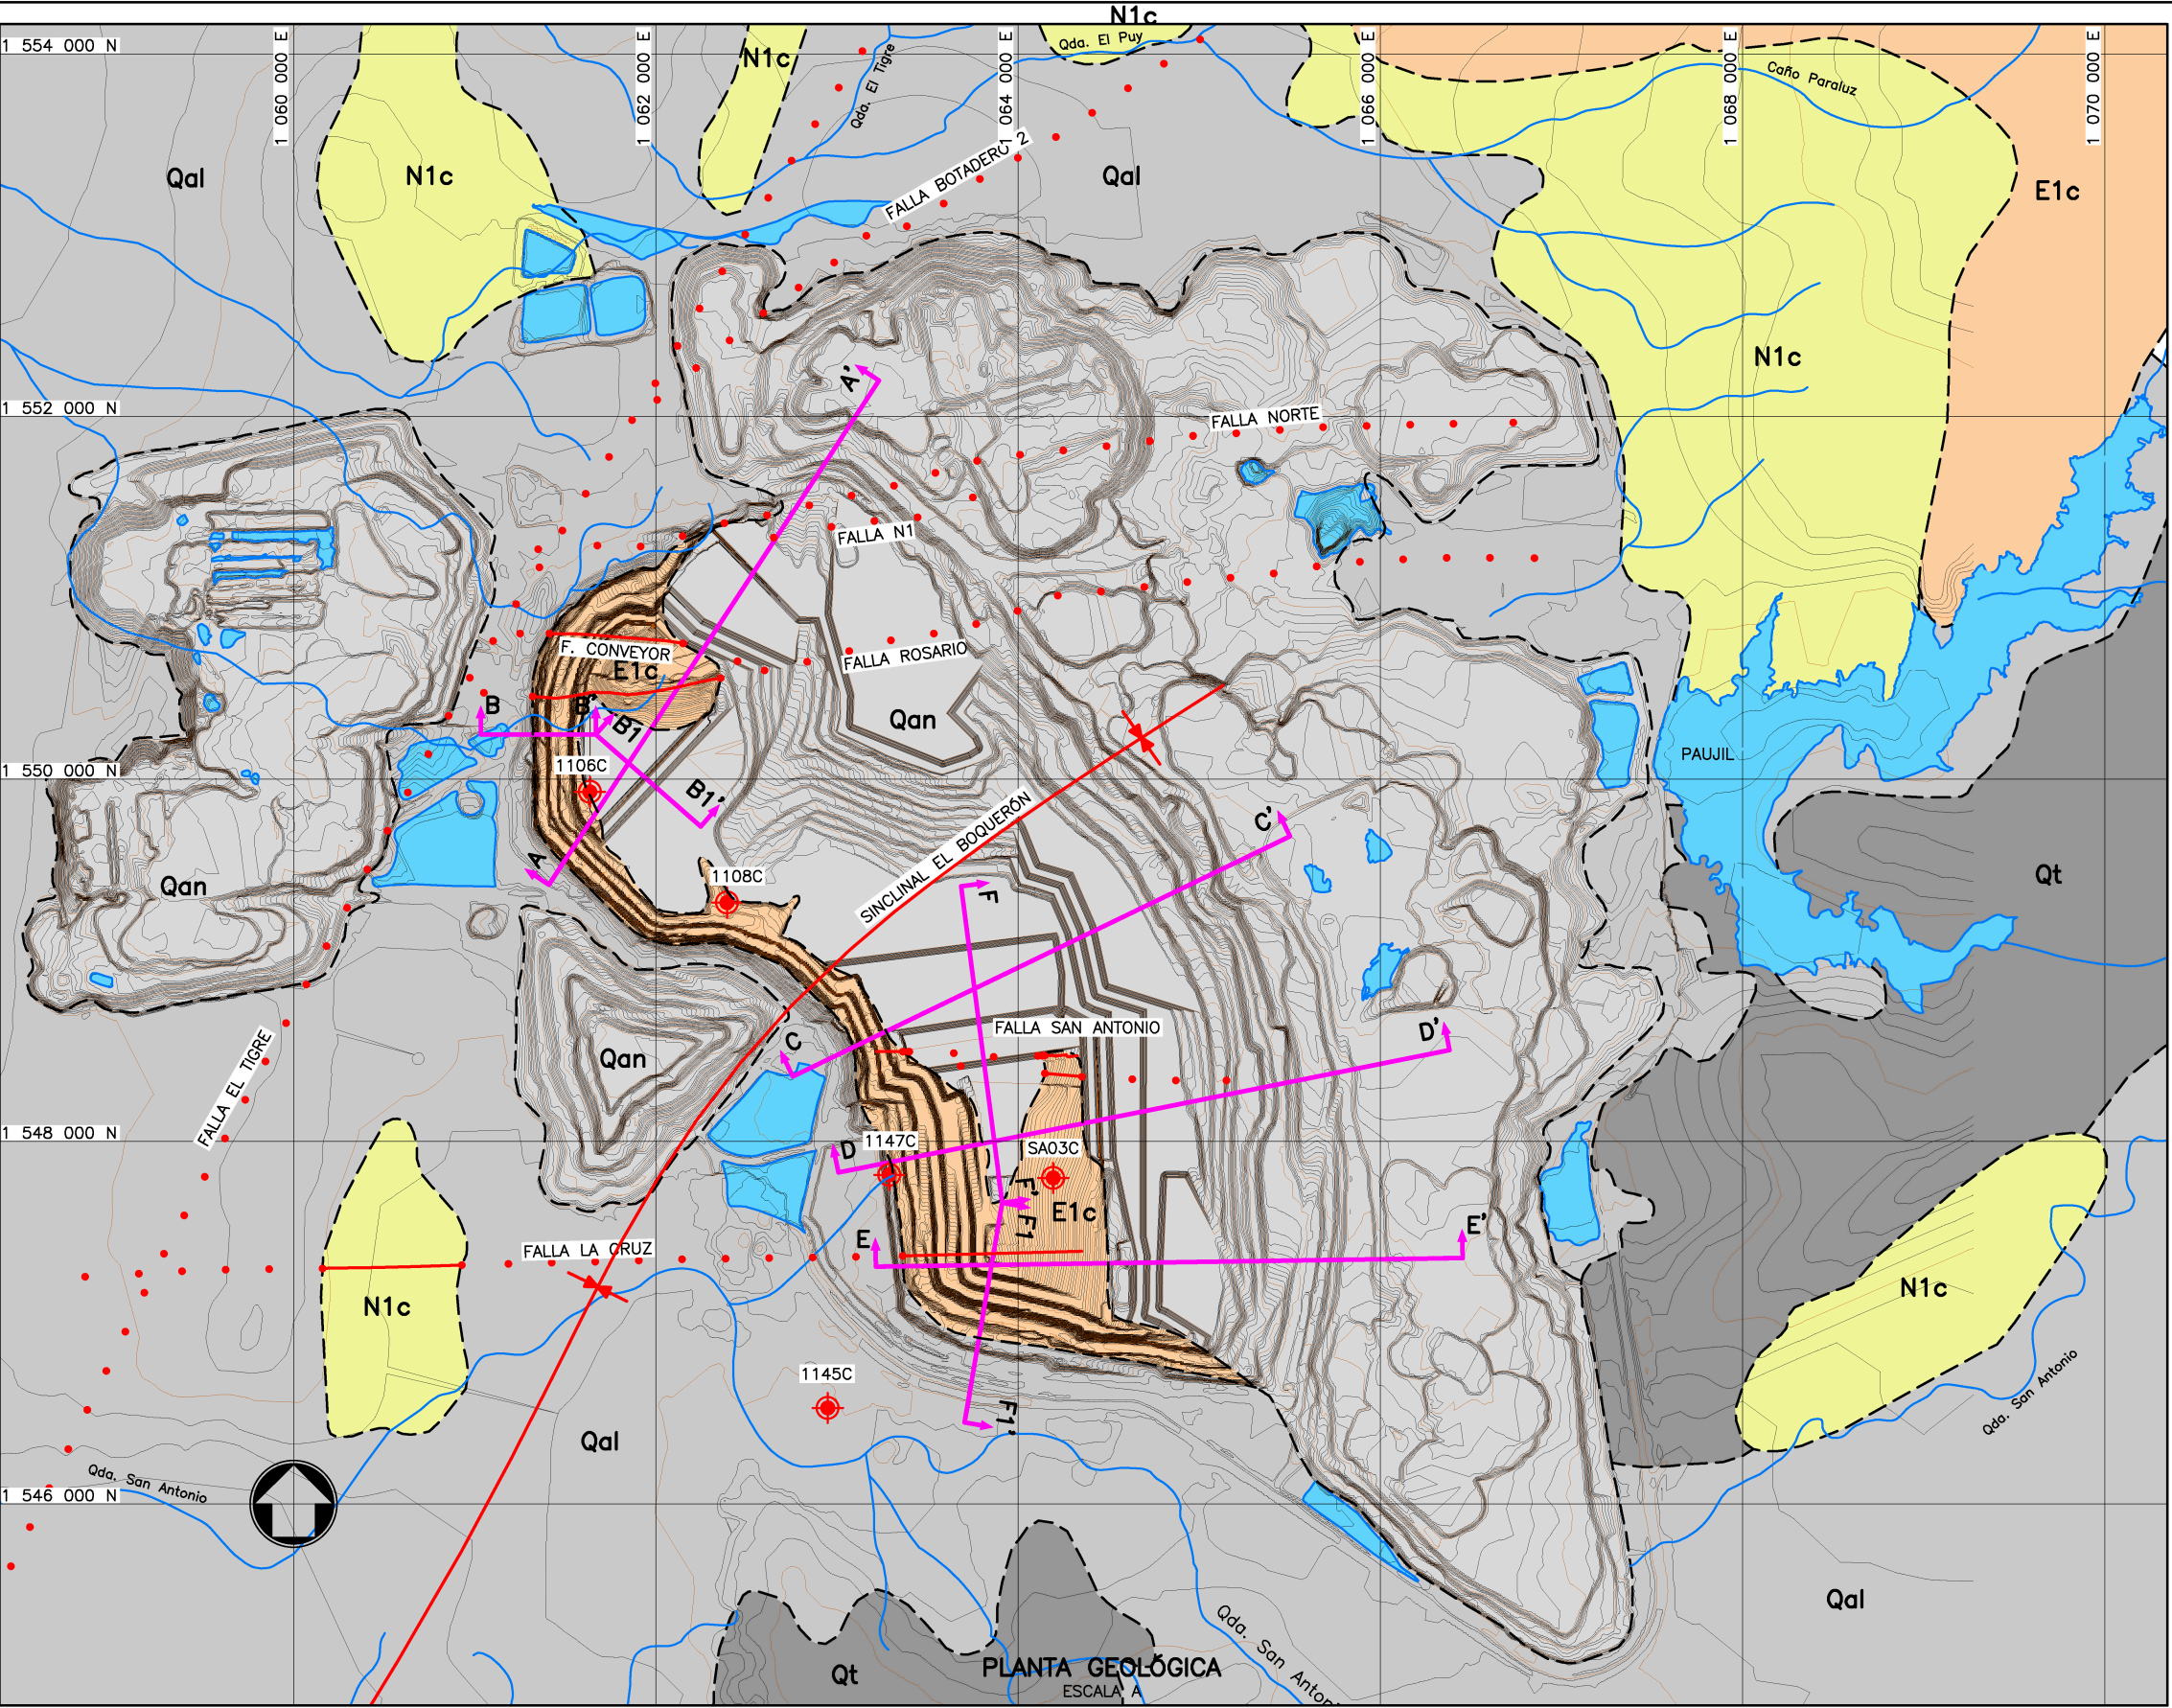 N1c
1 554 000 N
1 060 000 E
1 062 000 E
1 064 000 E
1 066 000 E
1 068 000 E
1 070 000 E
N1c
Qda. El Puy
Qda. El Tigre
Caño Paraluz
Qal
N1c
FALLA BOTADERO 2
Qal
E1c
N1c
A'
1 552 000 N
FALLA NORTE
FALLA N1
F. CONVEYOR
E1c
FALLA ROSARIO
B
B'
B1
Qan
PAUJIL
1 550 000 N
1106C
B1'
SINCLINAL EL BOQUERÓN
C'
A
1108C
Qan
F
Qt
FALLA SAN ANTONIO
D'
C
Qan
FALLA EL TIGRE
1 548 000 N
1147C
D
SA03C
F'
F1
E1c
E
E'
FALLA LA CRUZ
N1c
N1c
1145C
F1'
Qal
Qda. San Antonio
Qda. San Antonio
1 546 000 N
Qal
Qda. San Anton
Qt
PLANTA GEOLÓGICA
ESCALA A